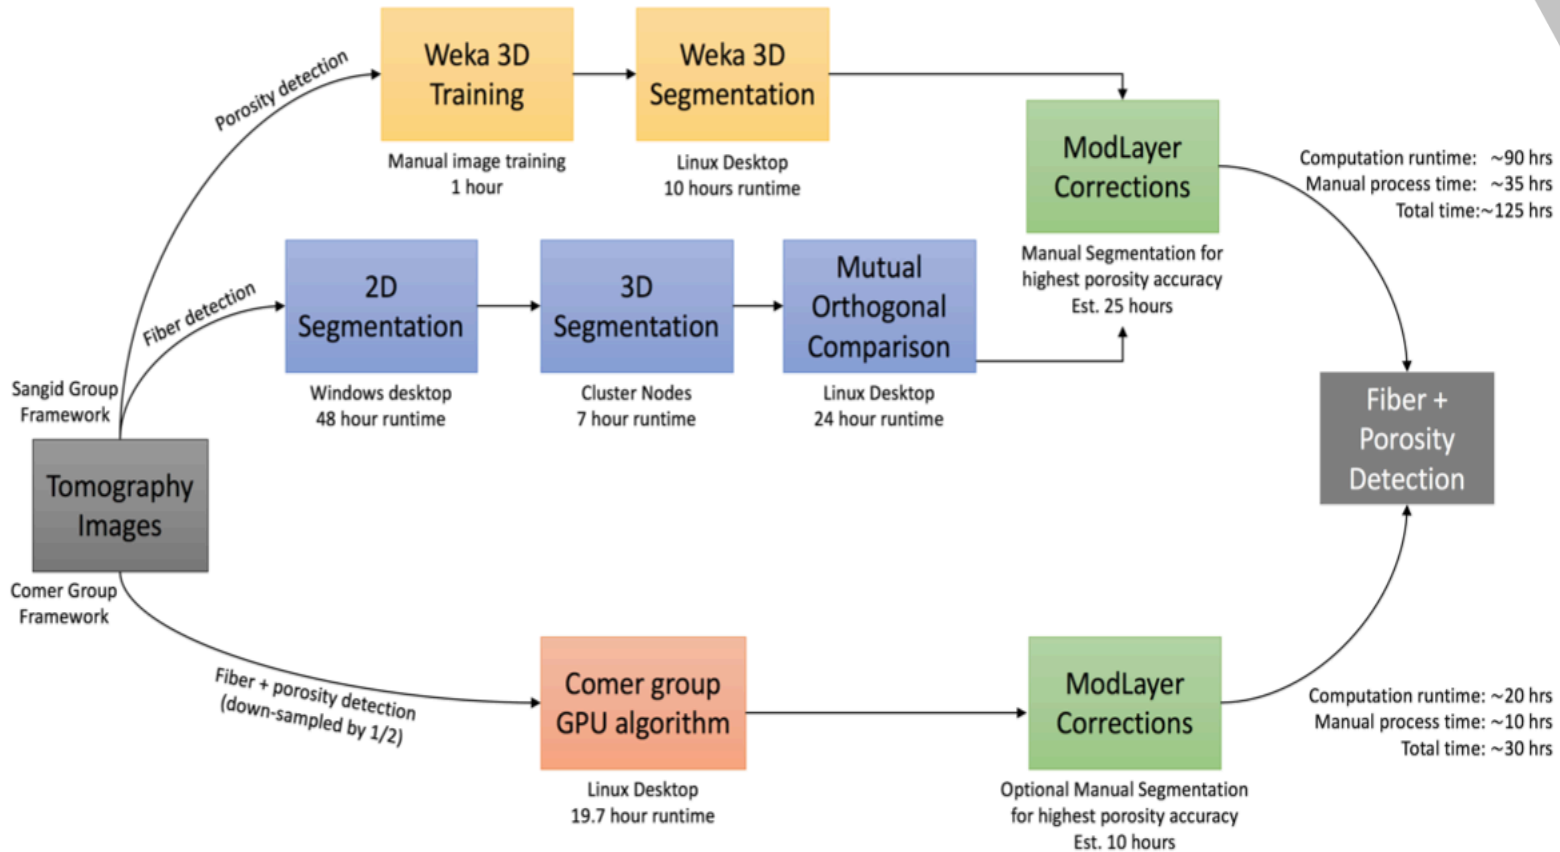 Porosity detection
Weka 3D
Training
Manual image training
1 hour
Weka 3D
Segmentation
Linux Desktop
10 hours runtime
ModLayer
Corrections
Manual Segmentation for
highest porosity accuracy
Est. 25 hours
Computation runtime: ~90 hrs
Manual process time: ~35 hrs
Total time:~125 hrs
Fiber detection
2D
Segmentation
Windows desktop
48 hour runtime
3D
Segmentation
Cluster Nodes
7 hour runtime
Mutual
Orthogonal
Comparison
Linux Desktop
24 hour runtime
Sangid Group
Framework
Tomography
Images
Comer Group
Framework
Fiber +
Porosity
Detection
Fiber + porosity detection
(down-sampled by 1/2)
Comer group
GPU algorithm
Linux Desktop
19.7 hour runtime
ModLayer
Corrections
Optional Manual Segmentation
for highest porosity accuracy
Est. 10 hours
Computation runtime: ~20 hrs
Manual process time: ~10 hrs
Total time: ~30 hrs